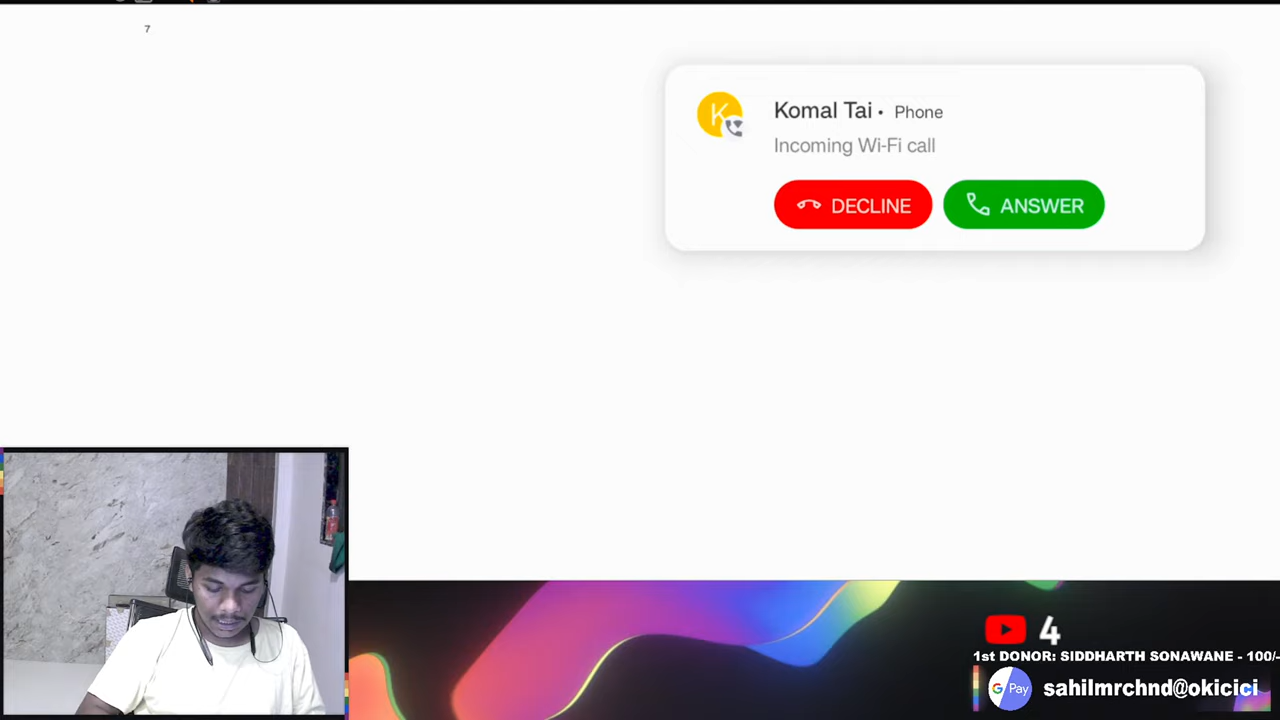 7
Komal Tai • Phone
K
Incoming Wi-Fi call
DECLINE
ANSWER
4
1st DONOR: SIDDHARTH SONAWANE - 100/-
G Pay
sahilmrchnd@okicici